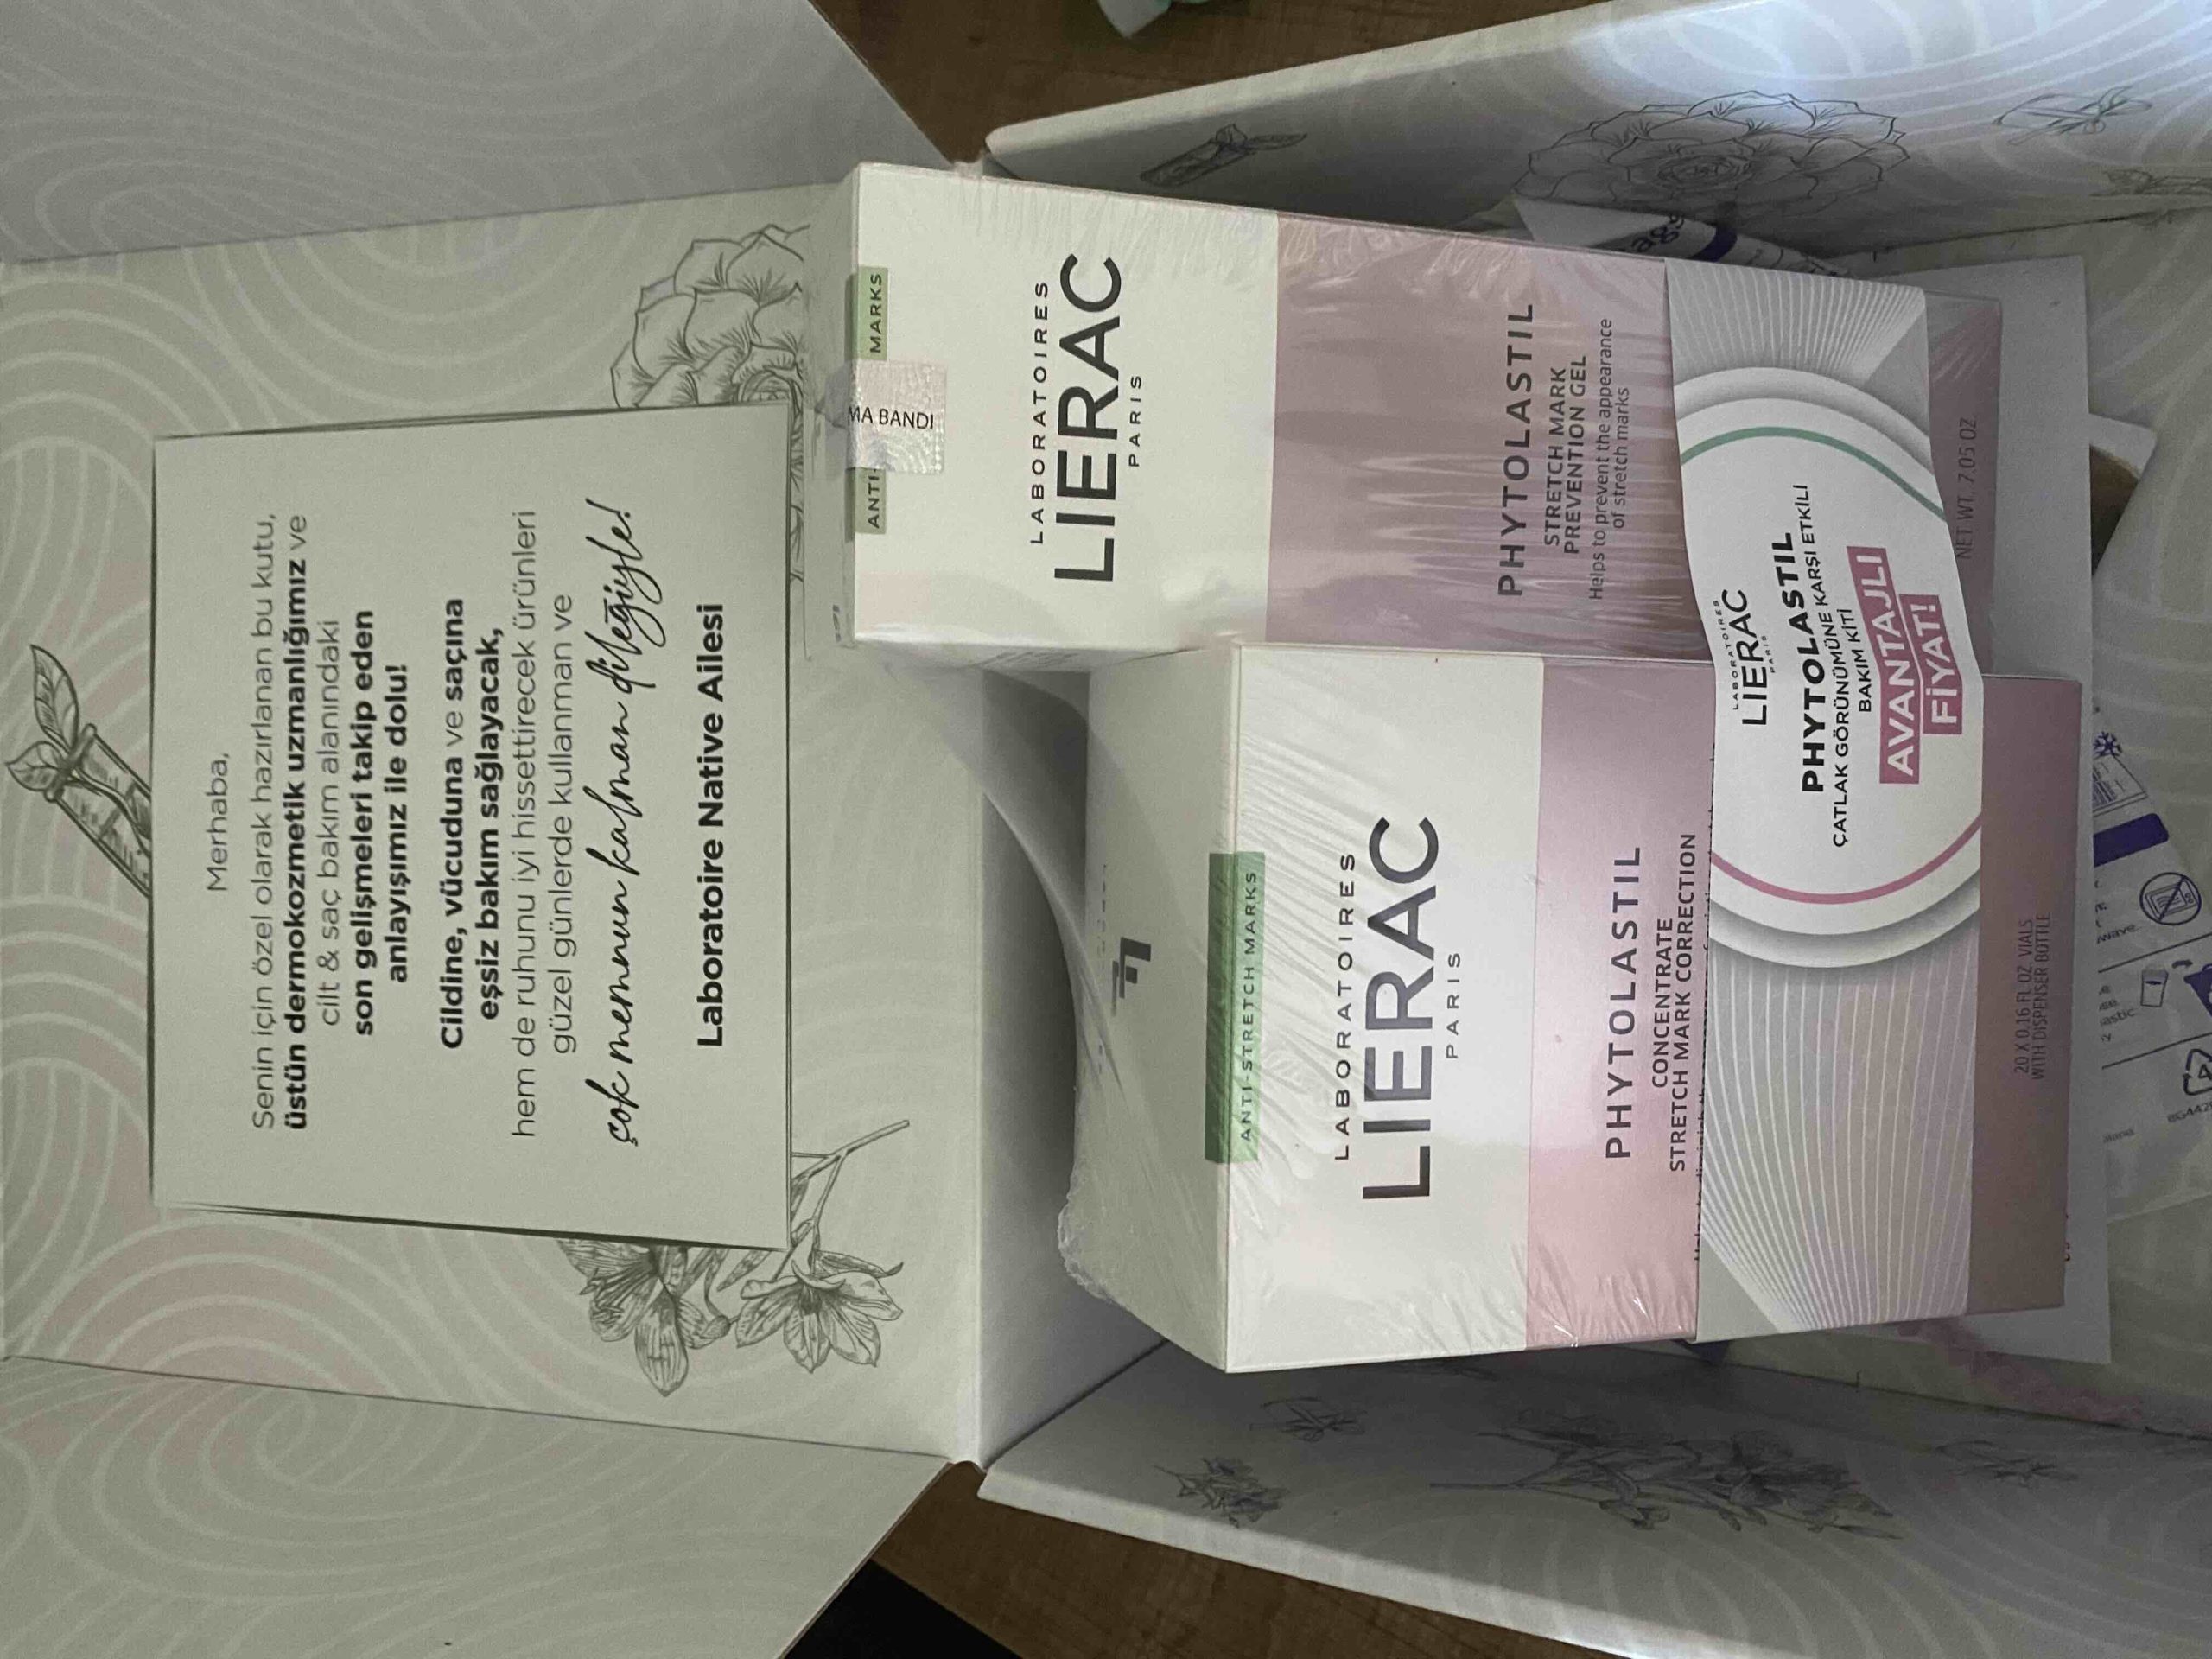 Merhaba,
Senin için özel olarak hazırlanan bu kutu,
üstün dermokozmetik uzmanlığımız ve
cilt & saç bakım alanındaki
son gelişmeleri takip eden
anlayışımız ile dolu!
Cildine, vücuduna ve saçına
eşsiz bakım sağlayacak,
hem de ruhunu iyi hissettirecek ürünleri
güzel günlerde kullanman ve
çok memnun kalman dileğiyle!
Laboratoire Native Ailesi
ANTI-STRETCH MARKS
LABORATOIRES
LIERAC
PARIS
PHYTOLASTIL
CONCENTRATE
STRETCH MARK CORRECTION
20 X 0.16 FL OZ VIALS
WITH DISPENSER BOTTLE
ANTI- MARKS
MA BANDI
LABORATOIRES
LIERAC
PARIS
PHYTOLASTIL
STRETCH MARK
PREVENTION GEL
Helps to prevent the appearance
of stretch marks
NET WT. 7.05 OZ
LABORATOIRES
LIERAC
PARIS
PHYTOLASTIL
ÇATLAK GÖRÜNÜMÜNE KARŞI ETKİLİ
BAKIM KİTİ
AVANTAJLI
FİYAT!